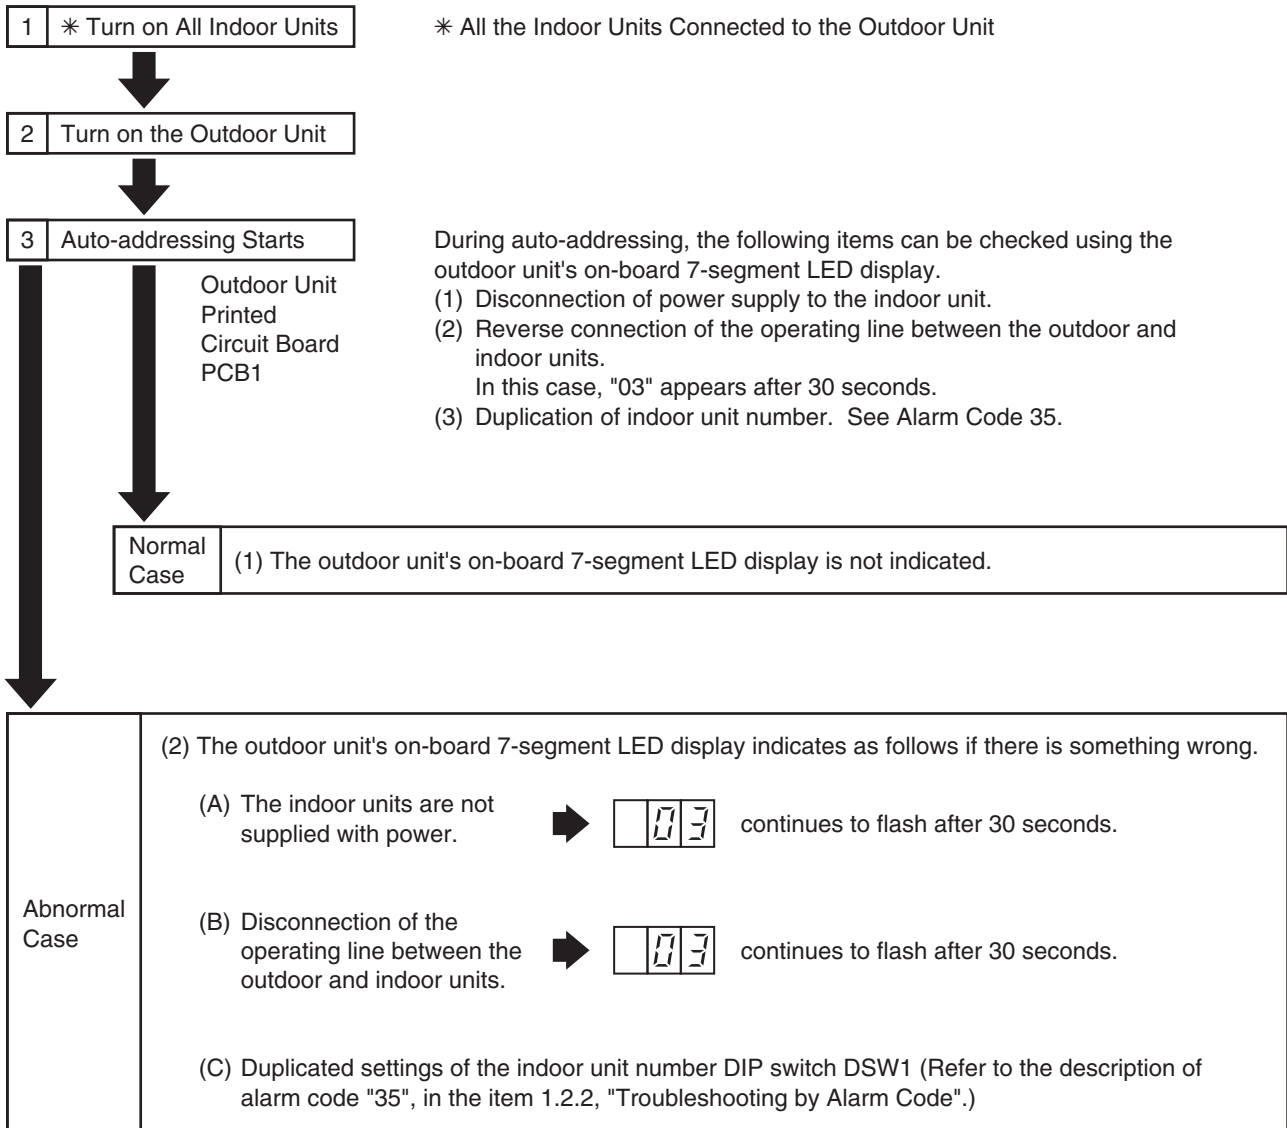 1 ✳ Turn on All Indoor Units
✳ All the Indoor Units Connected to the Outdoor Unit
2 Turn on the Outdoor Unit
3 Auto-addressing Starts
Outdoor Unit
Printed
Circuit Board
PCB1
During auto-addressing, the following items can be checked using the
outdoor unit's on-board 7-segment LED display.
(1) Disconnection of power supply to the indoor unit.
(2) Reverse connection of the operating line between the outdoor and
indoor units.
In this case, "03" appears after 30 seconds.
(3) Duplication of indoor unit number. See Alarm Code 35.
Normal
Case
(1) The outdoor unit's on-board 7-segment LED display is not indicated.
Abnormal
Case
(2) The outdoor unit's on-board 7-segment LED display indicates as follows if there is something wrong.
(A) The indoor units are not
supplied with power.
03
continues to flash after 30 seconds.
(B) Disconnection of the
operating line between the
outdoor and indoor units.
03
continues to flash after 30 seconds.
(C) Duplicated settings of the indoor unit number DIP switch DSW1 (Refer to the description of
alarm code "35", in the item 1.2.2, "Troubleshooting by Alarm Code".)